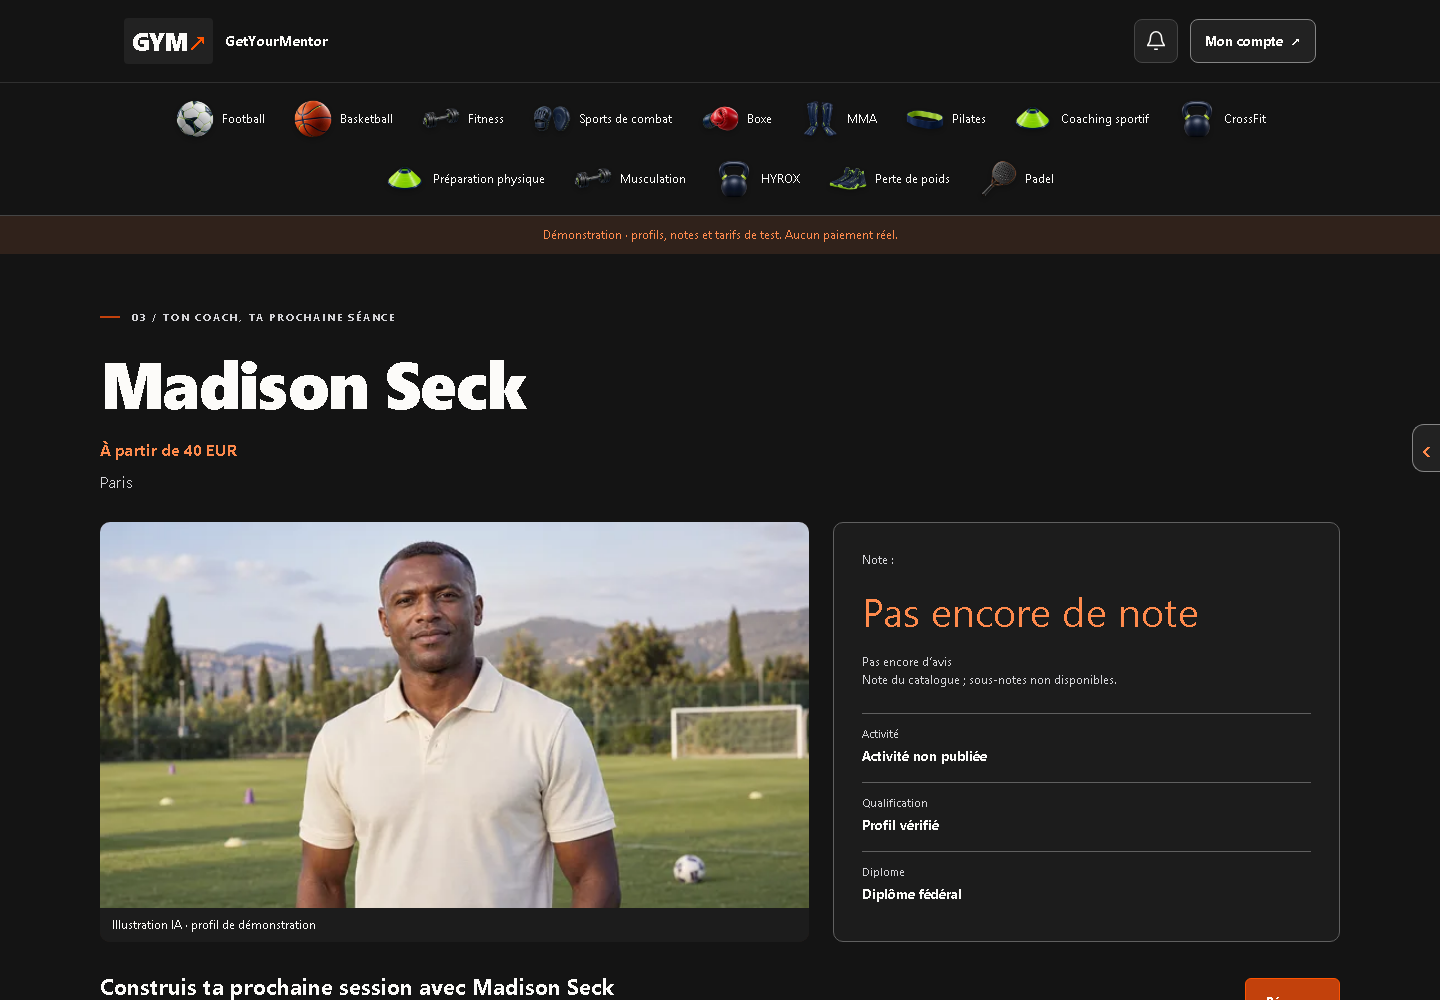 GYM↗ GetYourMentor
Mon compte ↗
Football Basketball Fitness Sports de combat Boxe MMA Pilates Coaching sportif CrossFit
Préparation physique Musculation HYROX Perte de poids Padel
Démonstration · profils, notes et tarifs de test. Aucun paiement réel.
03 / TON COACH, TA PROCHAINE SÉANCE
Madison Seck
À partir de 40 EUR
Paris
Illustration IA · profil de démonstration
Note :
Pas encore de note
Pas encore d’avis
Note du catalogue ; sous-notes non disponibles.
Activité
Activité non publiée
Qualification
Profil vérifié
Diplome
Diplôme fédéral
Construis ta prochaine session avec Madison Seck